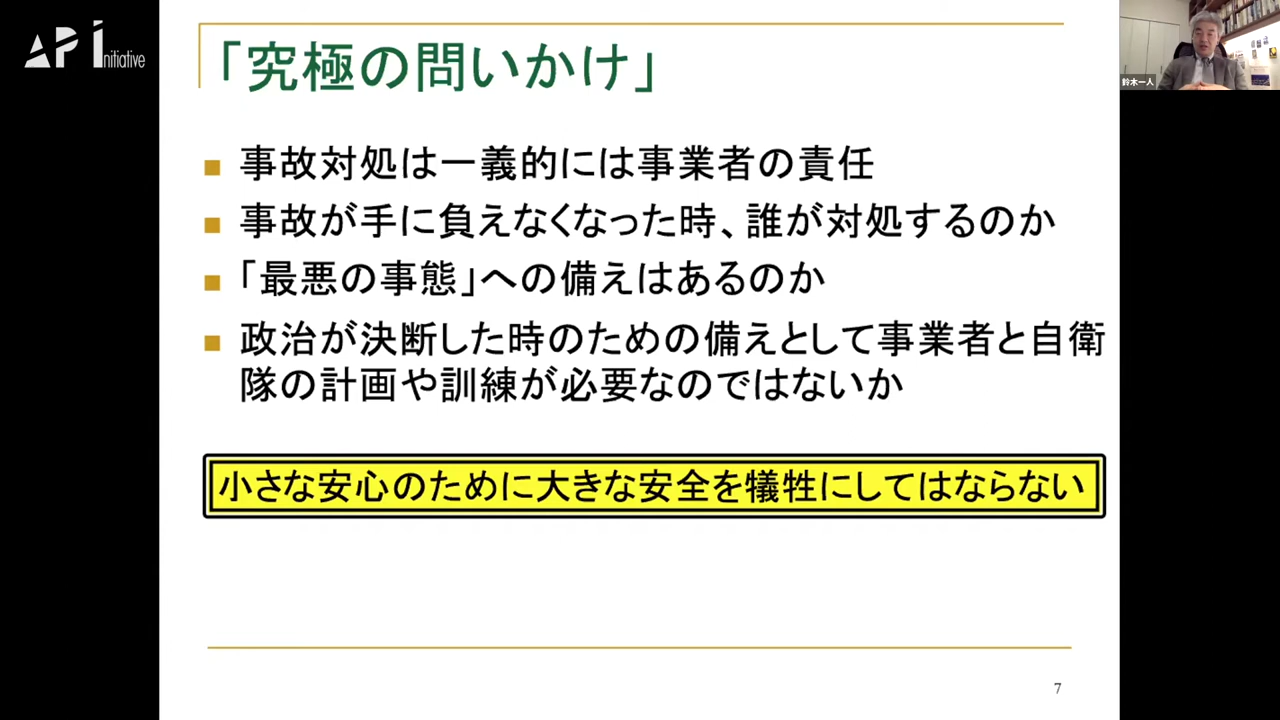 API Initiative
「究極の問いかけ」
事故対処は一義的には事業者の責任
事故が手に負えなくなった時、誰が対処するのか
「最悪の事態」への備えはあるのか
政治が決断した時のための備えとして事業者と自衛
隊の計画や訓練が必要なのではないか
小さな安心のために大きな安全を犠牲にしてはならない
7
鈴木一人